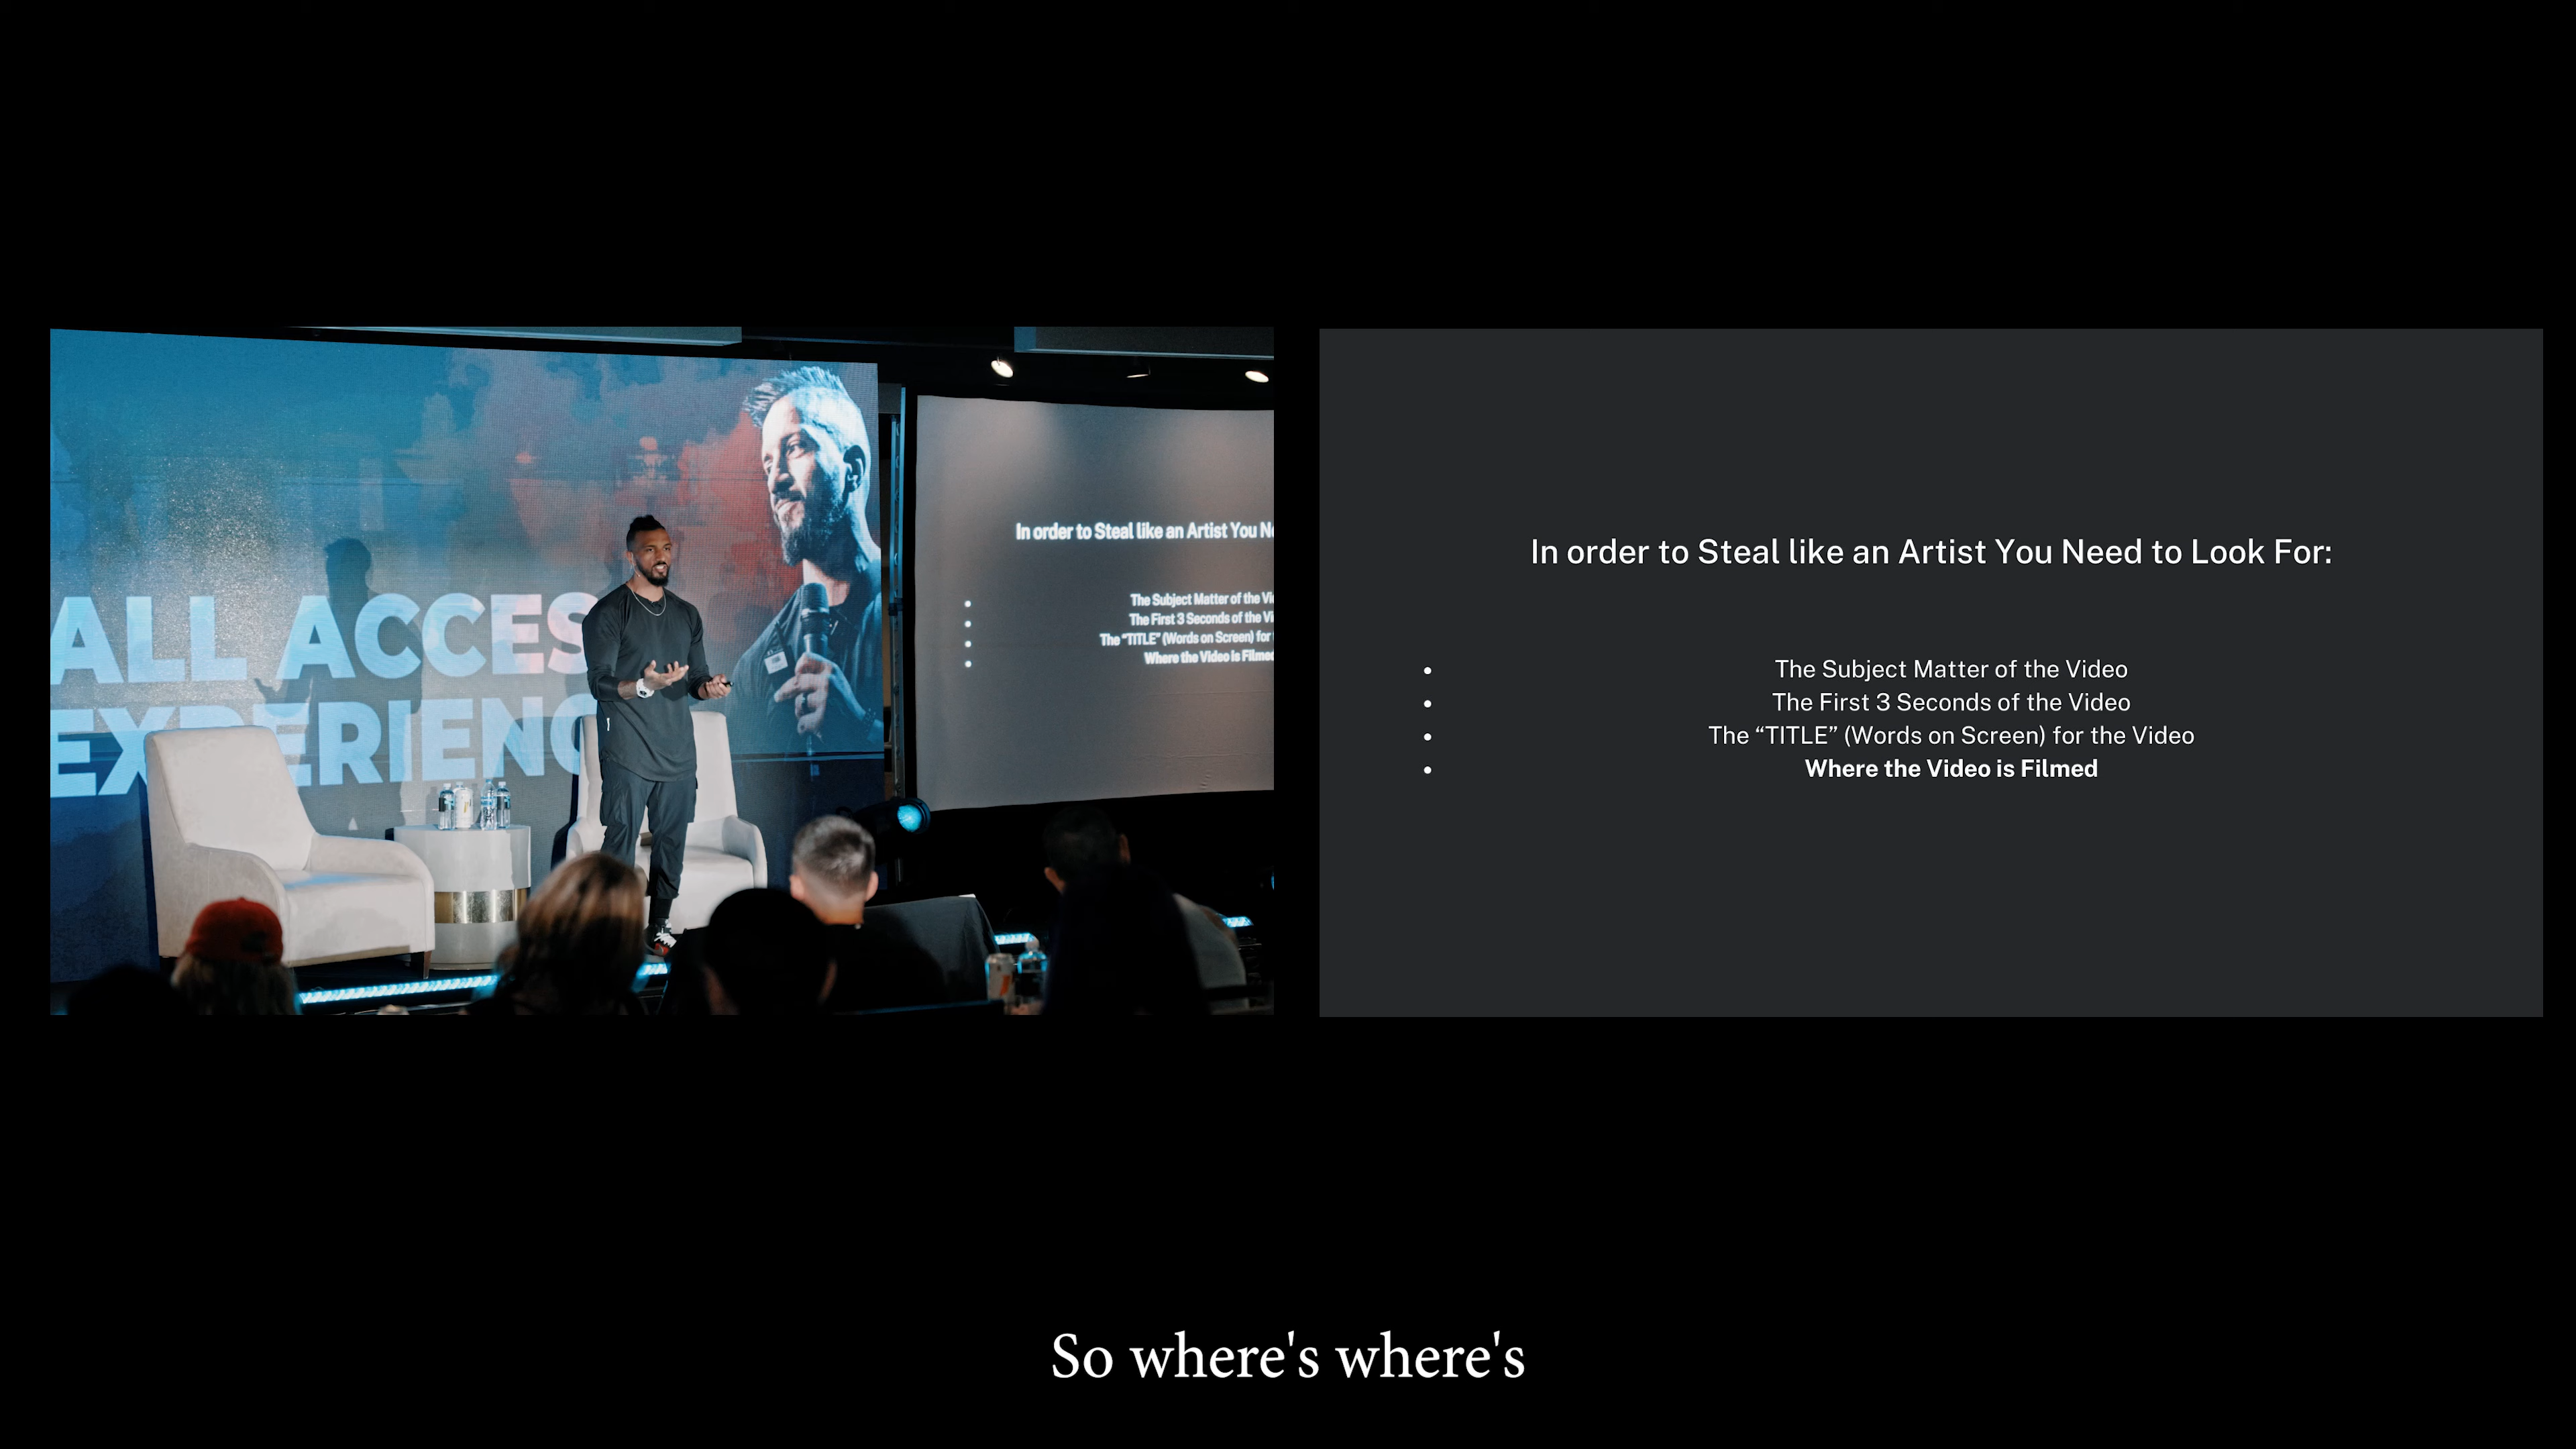 ALL ACCESS
EXPERIENC
In order to Steal like an Artist You Ne
The Subject Matter of the Vi
The First 3 Seconds of the Vi
The “TITLE” (Words on Screen) for
Where the Video is Filmed
In order to Steal like an Artist You Need to Look For:
• The Subject Matter of the Video
• The First 3 Seconds of the Video
• The “TITLE” (Words on Screen) for the Video
• Where the Video is Filmed
So where's where's